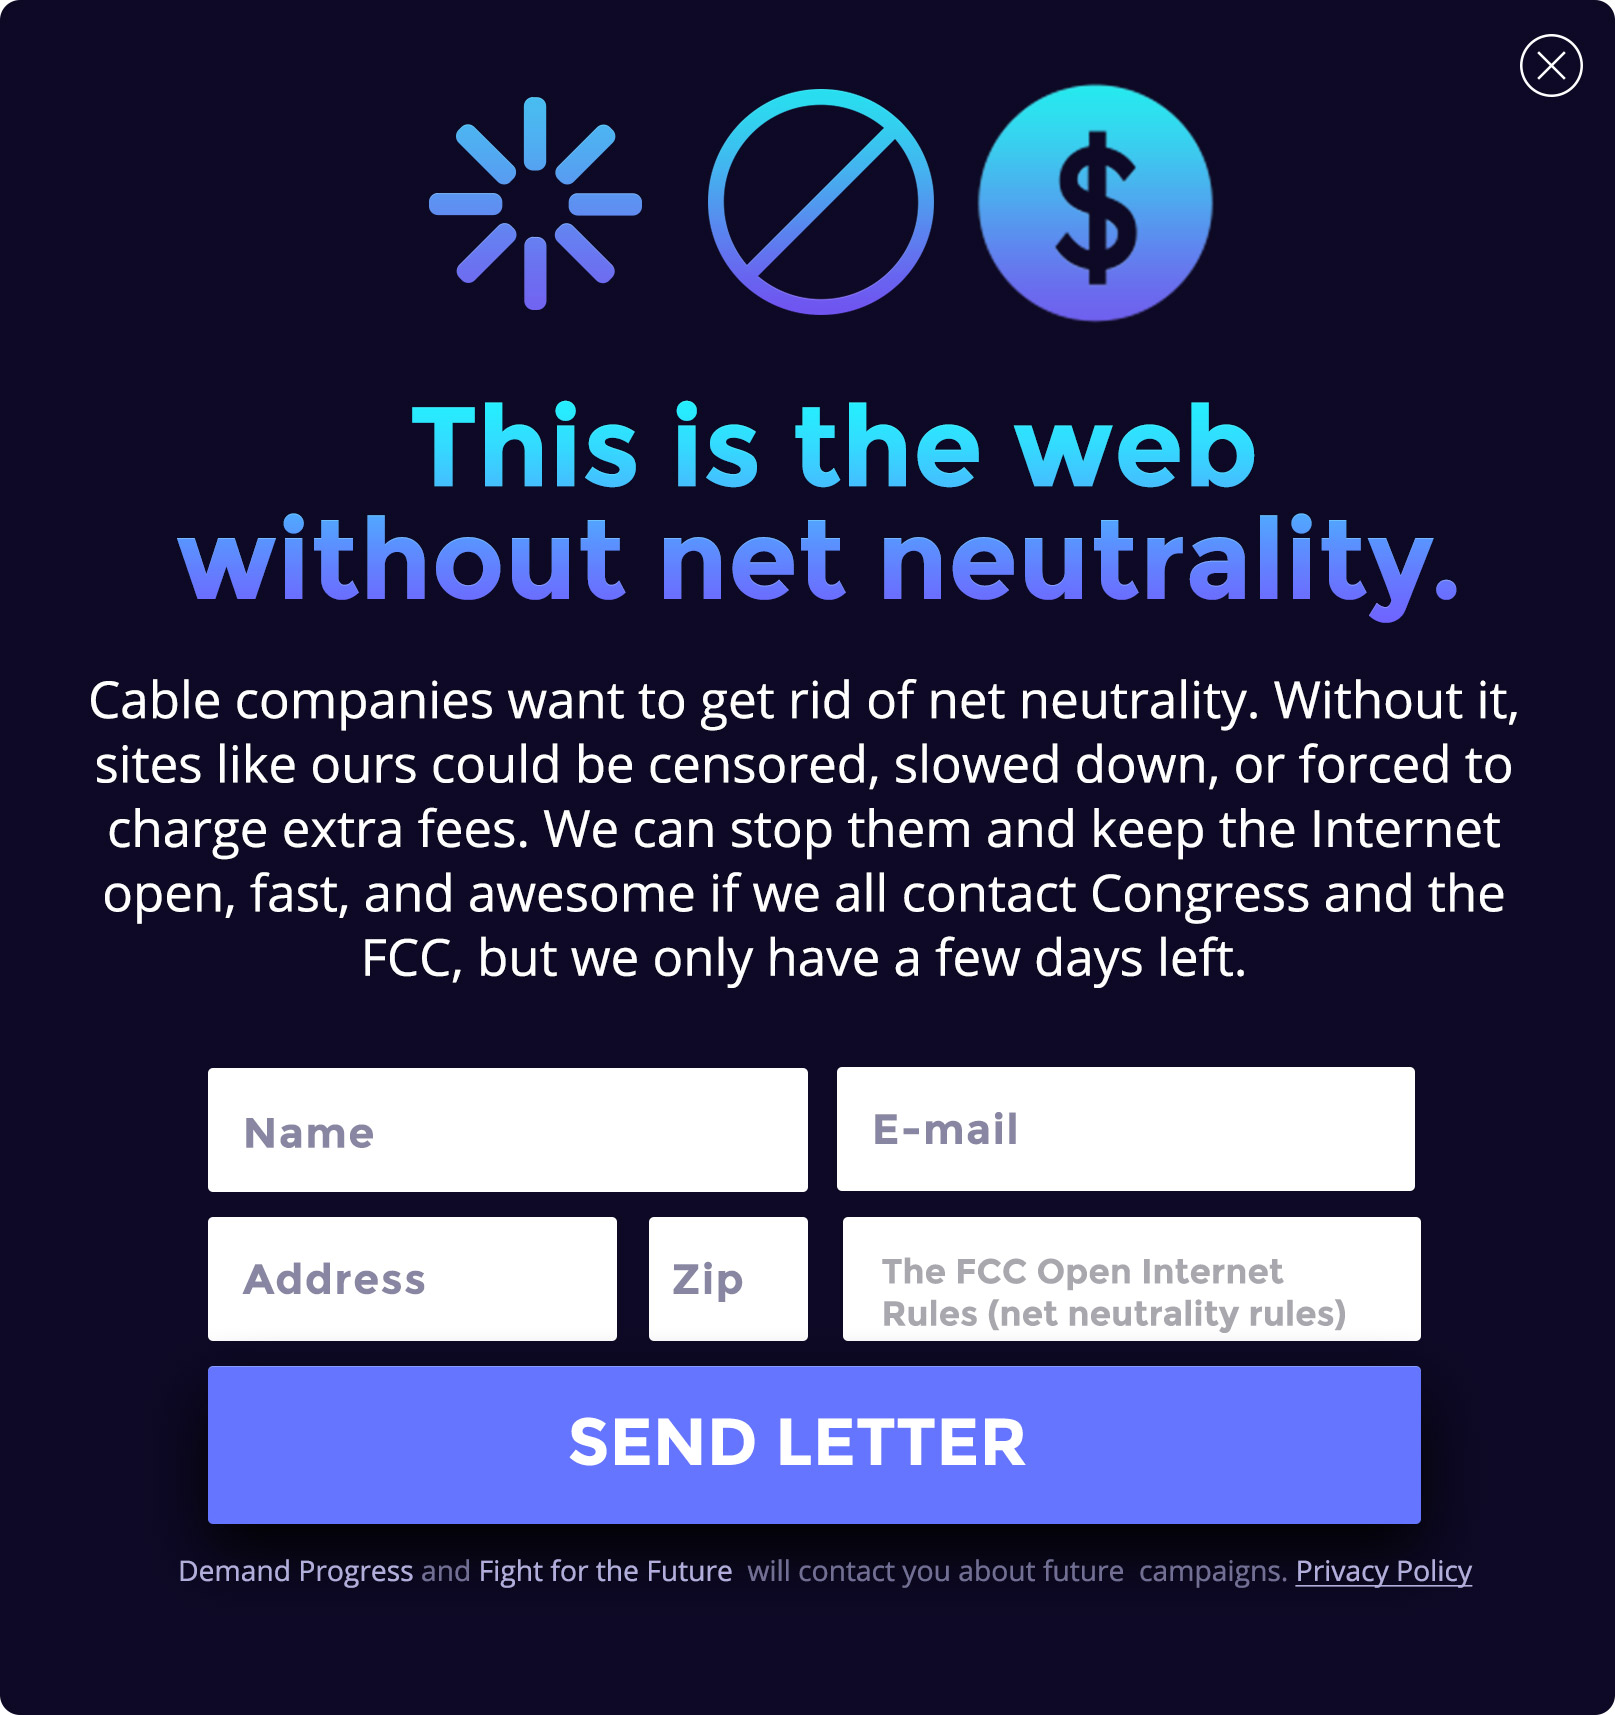 $
This is the web
without net neutrality.
Cable companies want to get rid of net neutrality. Without it,
sites like ours could be censored, slowed down, or forced to
charge extra fees. We can stop them and keep the Internet
open, fast, and awesome if we all contact Congress and the
FCC, but we only have a few days left.
Name
E-mail
Address
Zip
The FCC Open Internet
Rules (net neutrality rules)
SEND LETTER
Demand Progress and Fight for the Future will contact you about future campaigns. Privacy Policy